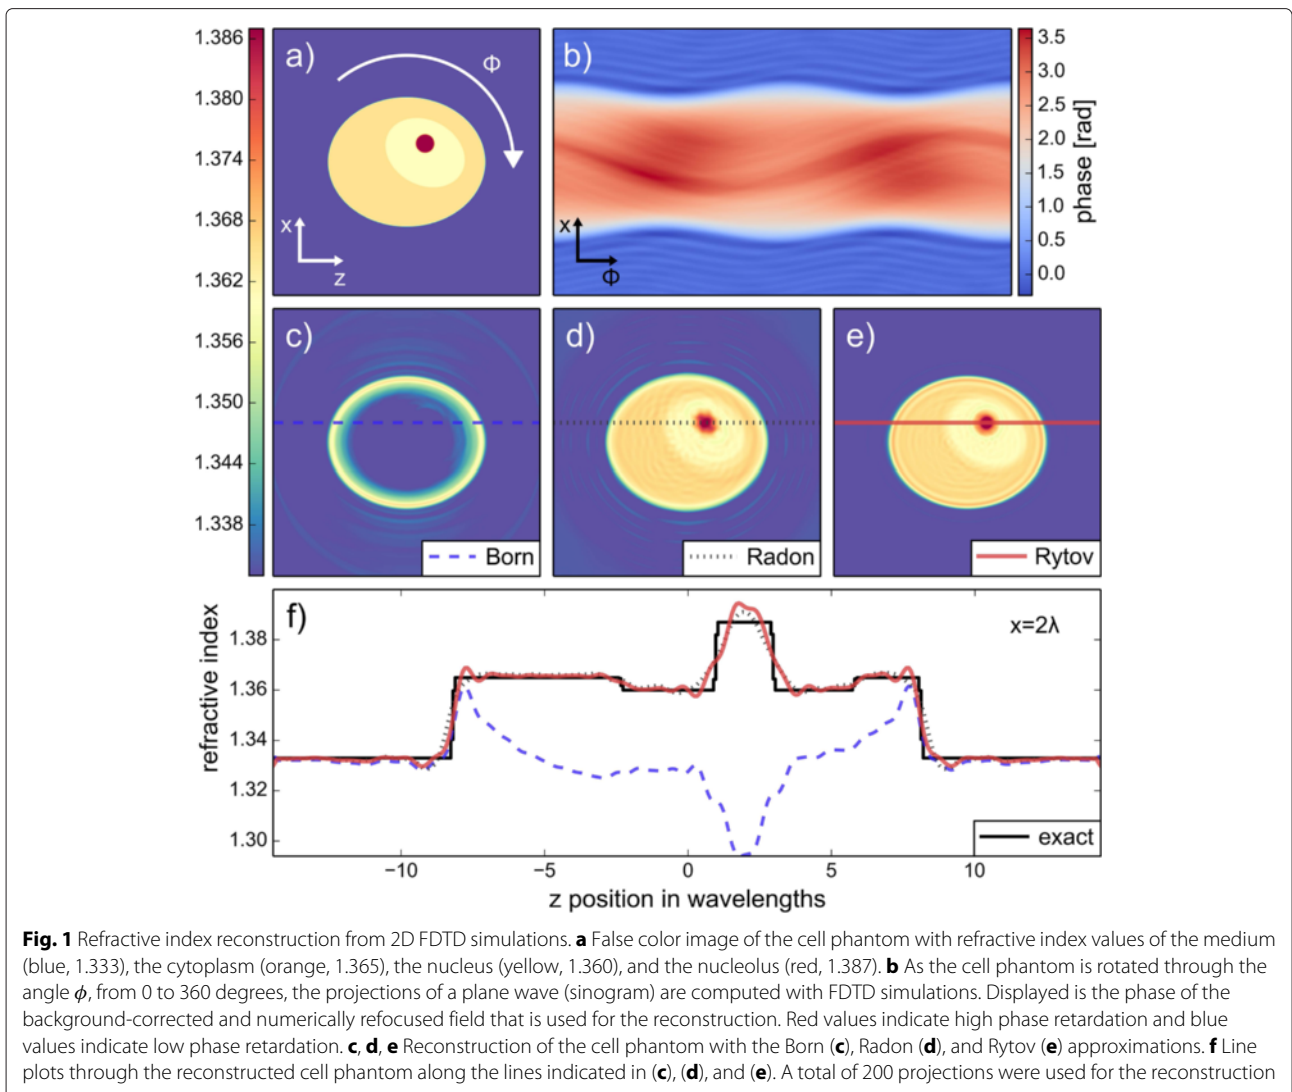 1.386
1.380
1.374
1.368
1.362
1.356
1.350
1.344
1.338
a)
Φ
x
z
b)
x
Φ
3.5
3.0
2.5
2.0
1.5
1.0
0.5
0.0
phase [rad]
c)
Born
d)
Radon
e)
Rytov
f)
x=2λ
refractive index
1.38
1.36
1.34
1.32
1.30
exact
−10
−5
0
5
10
z position in wavelengths
Fig. 1 Refractive index reconstruction from 2D FDTD simulations. a False color image of the cell phantom with refractive index values of the medium
(blue, 1.333), the cytoplasm (orange, 1.365), the nucleus (yellow, 1.360), and the nucleolus (red, 1.387). b As the cell phantom is rotated through the
angle ϕ, from 0 to 360 degrees, the projections of a plane wave (sinogram) are computed with FDTD simulations. Displayed is the phase of the
background-corrected and numerically refocused field that is used for the reconstruction. Red values indicate high phase retardation and blue
values indicate low phase retardation. c, d, e Reconstruction of the cell phantom with the Born (c), Radon (d), and Rytov (e) approximations. f Line
plots through the reconstructed cell phantom along the lines indicated in (c), (d), and (e). A total of 200 projections were used for the reconstruction